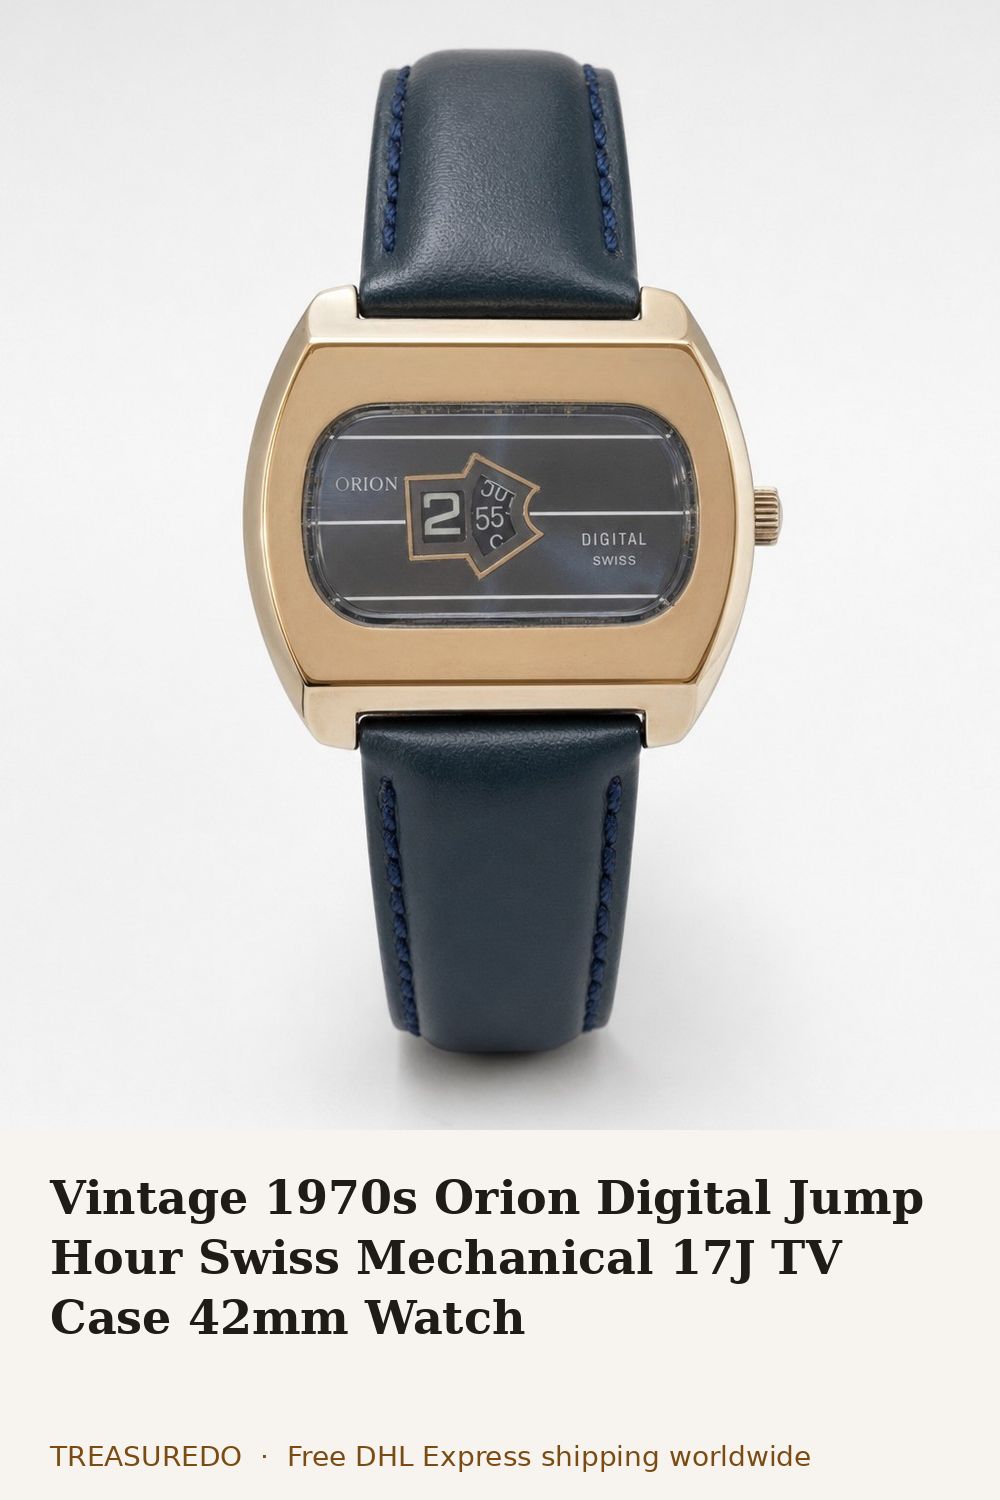 ORION
2
55
DIGITAL
SWISS
Vintage 1970s Orion Digital Jump
Hour Swiss Mechanical 17J TV
Case 42mm Watch
TREASUREDO · Free DHL Express shipping worldwide